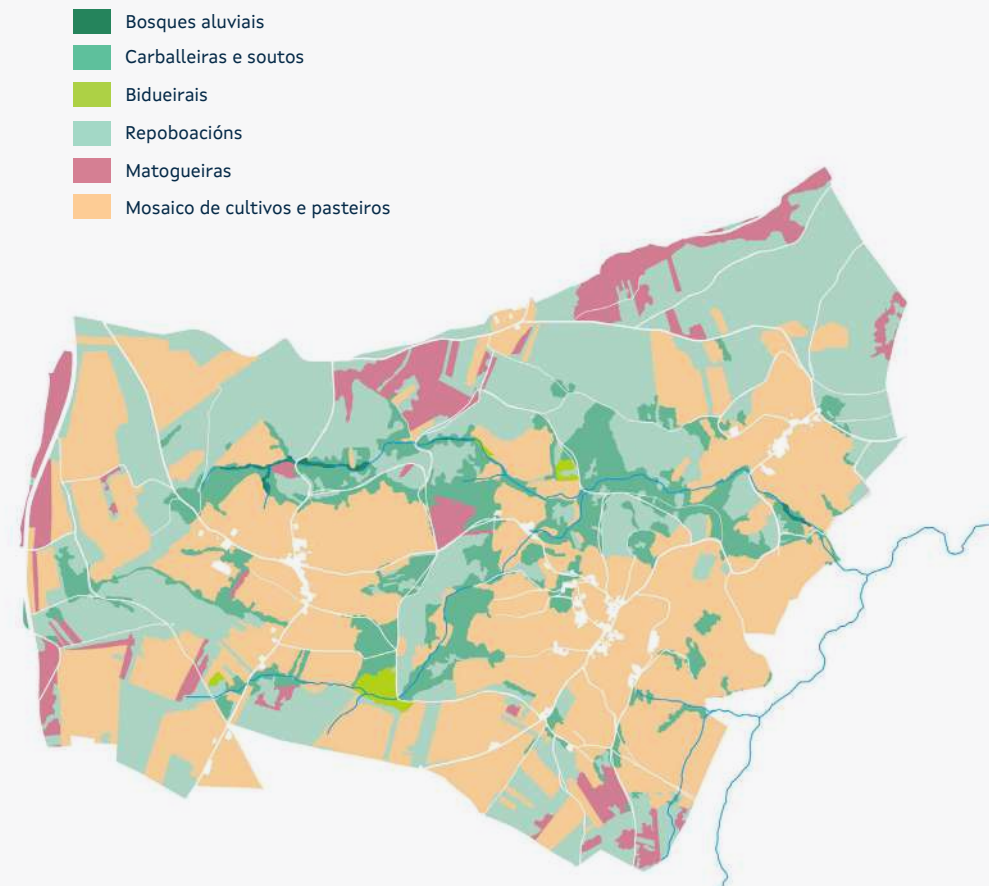 Bosques aluviais
Carballeiras e soutos
Bidueirais
Repoboacións
Matogueiras
Mosaico de cultivos e pasteiros